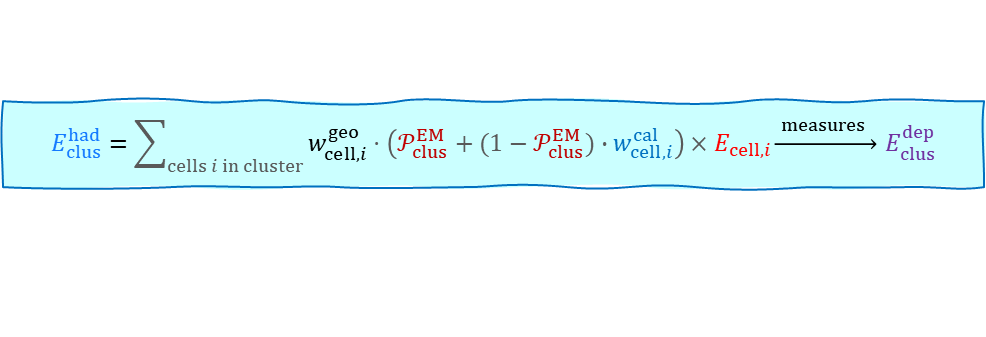 E_clus^had = ∑_cells i in cluster w_cell,i^geo · (𝒫_clus^EM + (1 − 𝒫_clus^EM) · w_cell,i^cal) × E_cell,i measures⟶ E_clus^dep